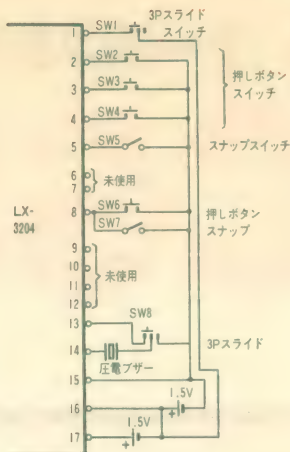 3Pスライド
スイッチ
1
SW1
2
SW2
3
SW3
押しボタン
スイッチ
4
SW4
5
SW5
スナップスイッチ
6
7
未使用
LX-
3204
8
SW6
SW7
押しボタン
スナップ
9
10
11
12
未使用
13
SW8
3Pスライド
14
圧電ブザー
15
1.5V
16
1.5V
17
+
+